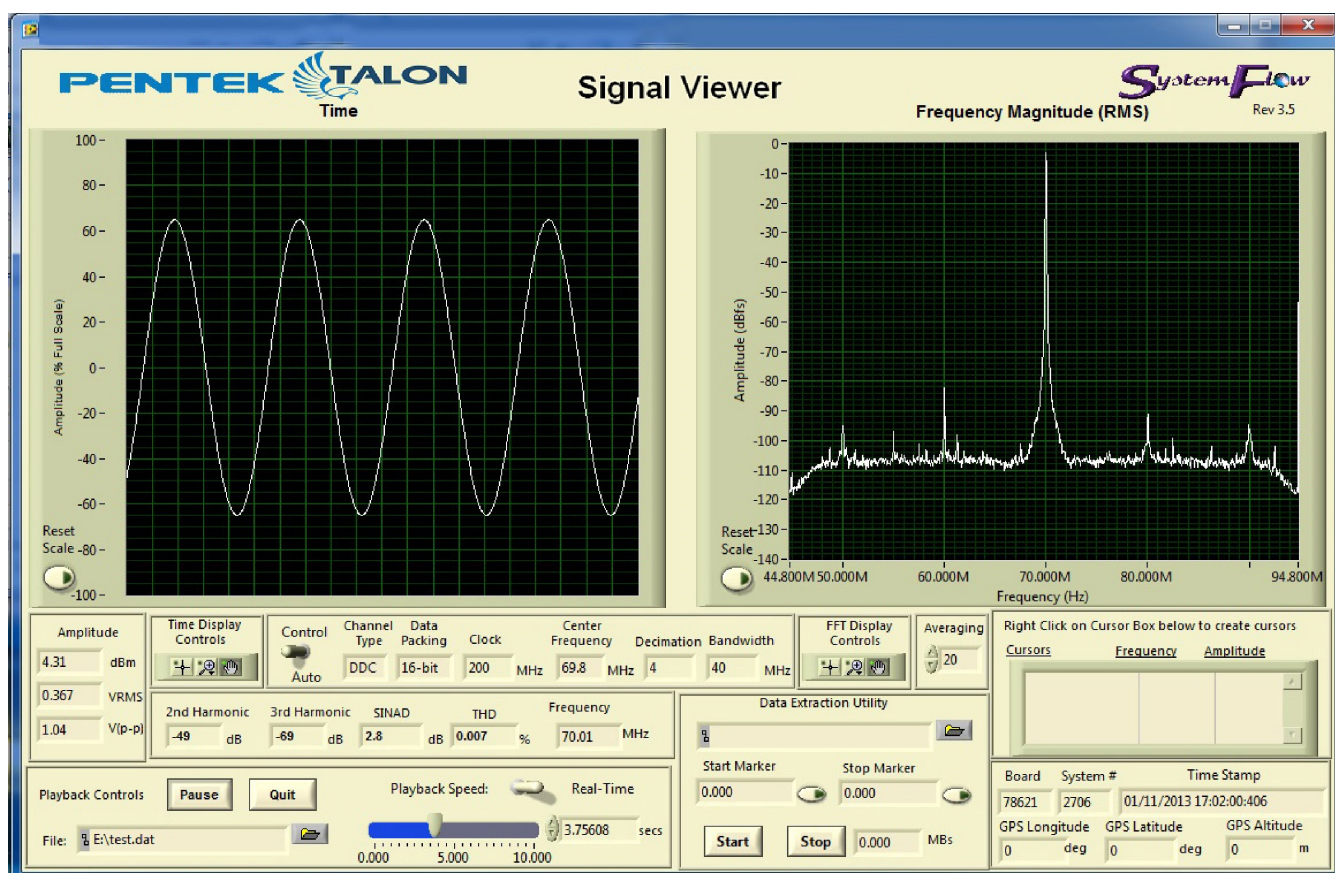 PENTEK TALON
Signal Viewer
SystemFlow
Rev 3.5
Time
Amplitude (% Full Scale)
100
80
60
40
20
0
-20
-40
-60
-80
-100
Reset
Scale
Frequency Magnitude (RMS)
Amplitude (dBfs)
0
-10
-20
-30
-40
-50
-60
-70
-80
-90
-100
-110
-120
-130
-140
Reset
Scale
44.800M 50.000M 60.000M 70.000M 80.000M 94.800M
Frequency (Hz)
Amplitude
4.31 dBm
0.367 VRMS
1.04 V(p-p)
Time Display
Controls
Control
Auto
Channel
Type
DDC
Data
Packing
16-bit
Clock
200 MHz
Center
Frequency
69.8 MHz
Decimation
4
Bandwidth
40 MHz
FFT Display
Controls
Averaging
20
Right Click on Cursor Box below to create cursors
Cursors Frequency Amplitude
2nd Harmonic
-49 dB
3rd Harmonic
-69 dB
SINAD
2.8 dB
THD
0.007 %
Frequency
70.01 MHz
Data Extraction Utility
Start Marker
0.000
Stop Marker
0.000
Start Stop 0.000 MBs
Playback Controls Pause Quit
File: E:\test.dat
Playback Speed: Real-Time
3.75608 secs
0.000 5.000 10.000
Board System # Time Stamp
78621 2706 01/11/2013 17:02:00:406
GPS Longitude GPS Latitude GPS Altitude
0 deg 0 deg 0 m